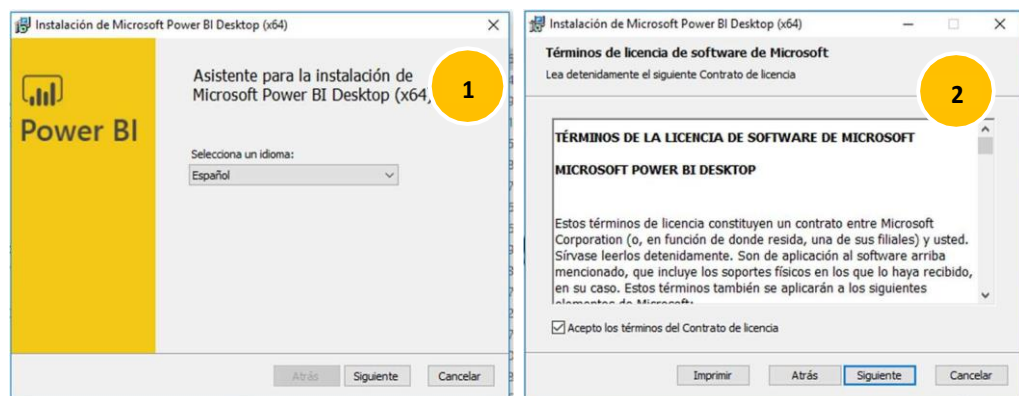 Instalación de Microsoft Power BI Desktop (x64)
Power BI
Asistente para la instalación de
Microsoft Power BI Desktop (x64)
1
Selecciona un idioma:
Español
Atrás
Siguiente
Cancelar
Instalación de Microsoft Power BI Desktop (x64)
Términos de licencia de software de Microsoft
Lea detenidamente el siguiente Contrato de licencia
2
TÉRMINOS DE LA LICENCIA DE SOFTWARE DE MICROSOFT
MICROSOFT POWER BI DESKTOP
Estos términos de licencia constituyen un contrato entre Microsoft
Corporation (o, en función de donde resida, una de sus filiales) y usted.
Sírvase leerlos detenidamente. Son de aplicación al software arriba
mencionado, que incluye los soportes físicos en los que lo haya recibido,
en su caso. Estos términos también se aplicarán a los siguientes
elementos de Microsoft:
Acepto los términos del Contrato de licencia
Imprimir
Atrás
Siguiente
Cancelar